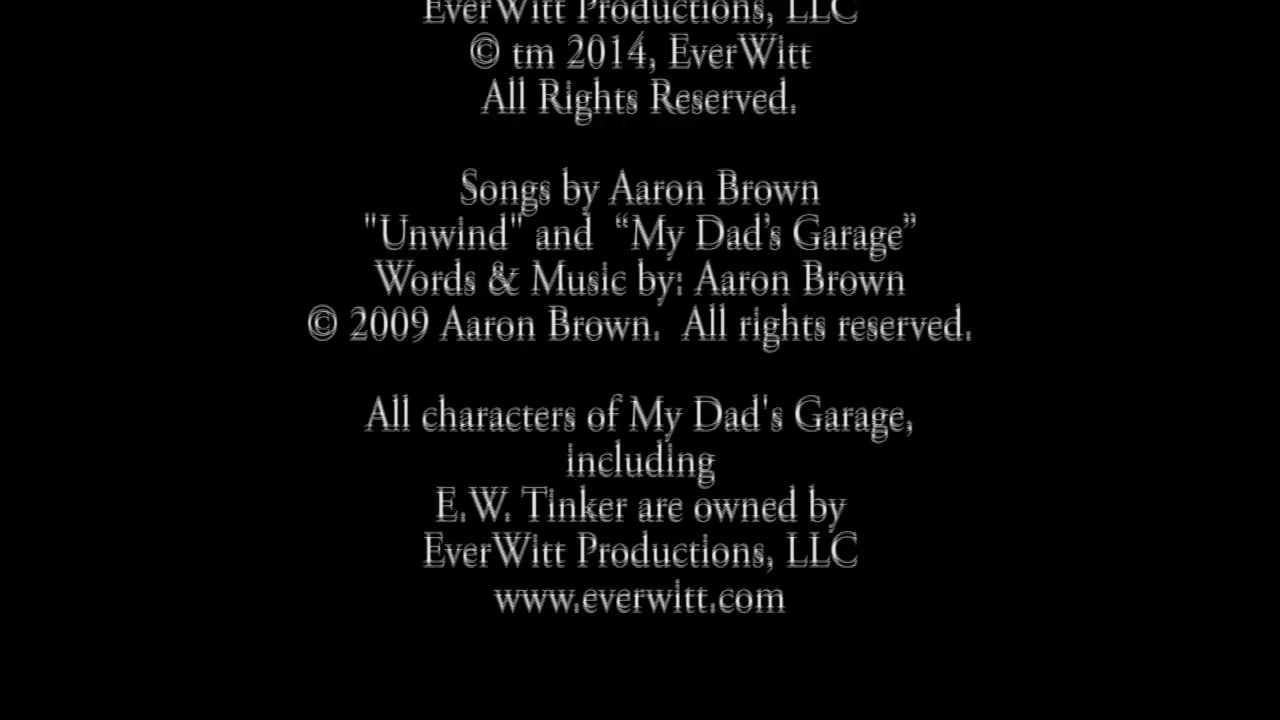 EverWitt Productions, LLC
© tm 2014, EverWitt
All Rights Reserved.
Songs by Aaron Brown
"Unwind" and  “My Dad’s Garage”
Words & Music by: Aaron Brown
© 2009 Aaron Brown.  All rights reserved.
All characters of My Dad's Garage,
including
E.W. Tinker are owned by
EverWitt Productions, LLC
www.everwitt.com